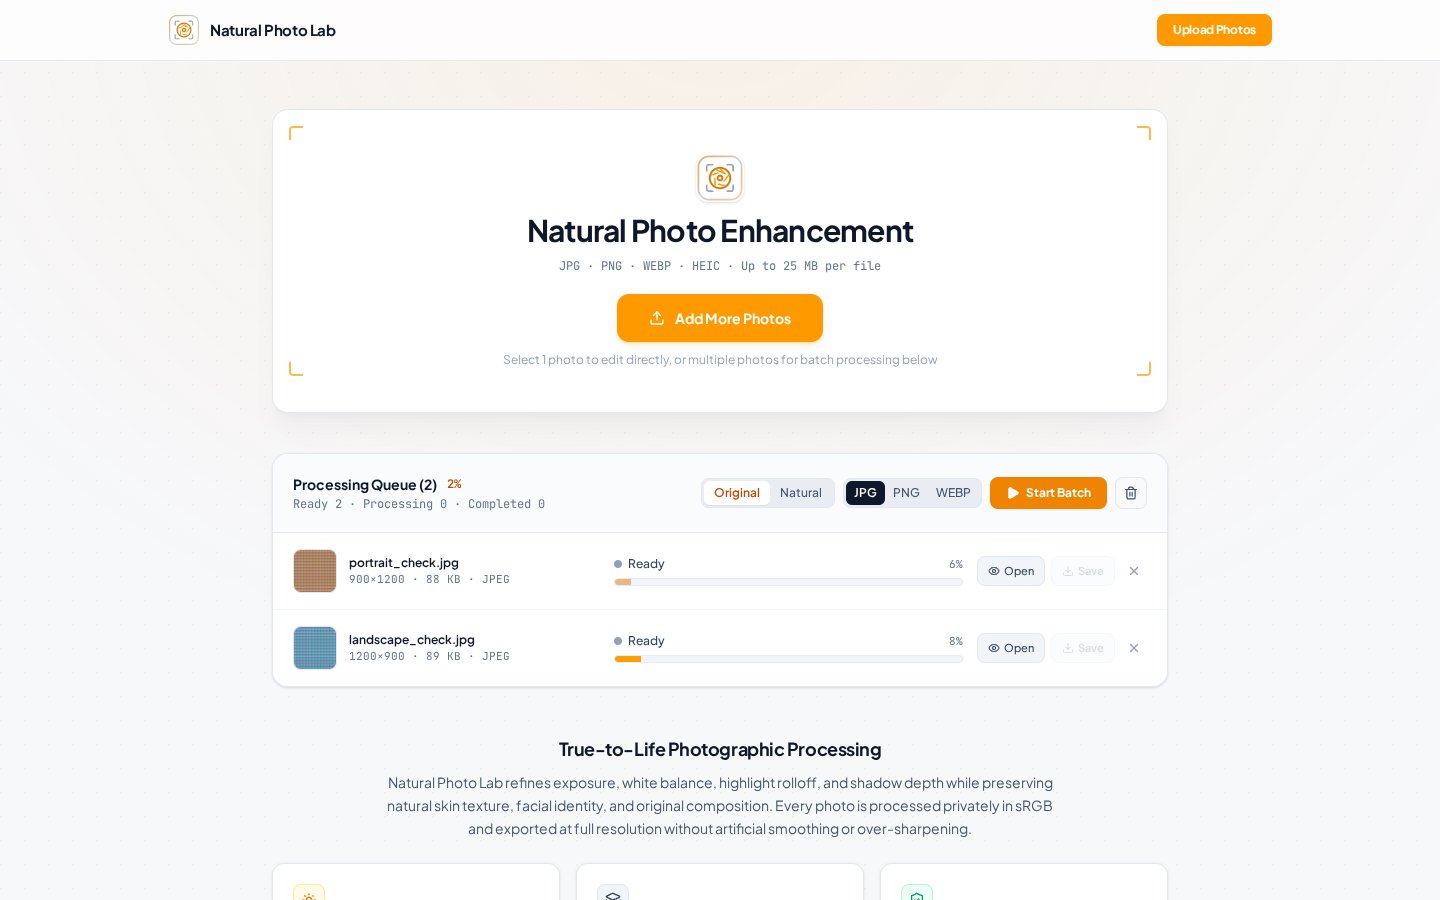 Natural Photo Lab
Upload Photos
Natural Photo Enhancement
JPG · PNG · WEBP · HEIC · Up to 25 MB per file
Add More Photos
Select 1 photo to edit directly, or multiple photos for batch processing below
Processing Queue (2) 2%
Ready 2 · Processing 0 · Completed 0
Original Natural
JPG PNG WEBP
Start Batch
portrait_check.jpg
900×1200 · 88 KB · JPEG
Ready 6%
Open
Save
landscape_check.jpg
1200×900 · 89 KB · JPEG
Ready 8%
Open
Save
True-to-Life Photographic Processing
Natural Photo Lab refines exposure, white balance, highlight rolloff, and shadow depth while preserving
natural skin texture, facial identity, and original composition. Every photo is processed privately in sRGB
and exported at full resolution without artificial smoothing or over-sharpening.